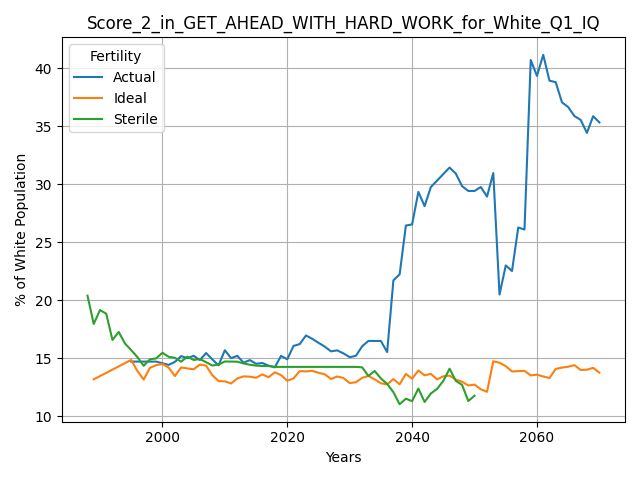 Score_2_in_GET_AHEAD_WITH_HARD_WORK_for_White_Q1_IQ
Fertility
Actual
Ideal
Sterile
% of White Population
40
35
30
25
20
15
10
2000
2020
2040
2060
Years